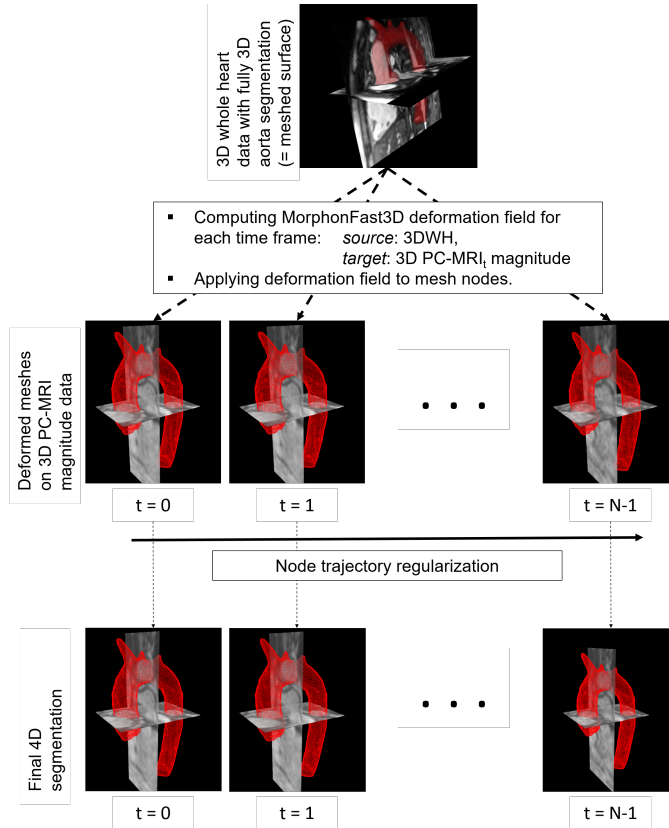 3D whole heart
data with fully 3D
aorta segmentation
(= meshed surface)
▪ Computing MorphonFast3D deformation field for
each time frame: source: 3DWH,
target: 3D PC-MRIt magnitude
▪ Applying deformation field to mesh nodes.
Deformed meshes
on 3D PC-MRI
magnitude data
. . .
t = 0
t = 1
t = N-1
Node trajectory regularization
Final 4D
segmentation
. . .
t = 0
t = 1
t = N-1